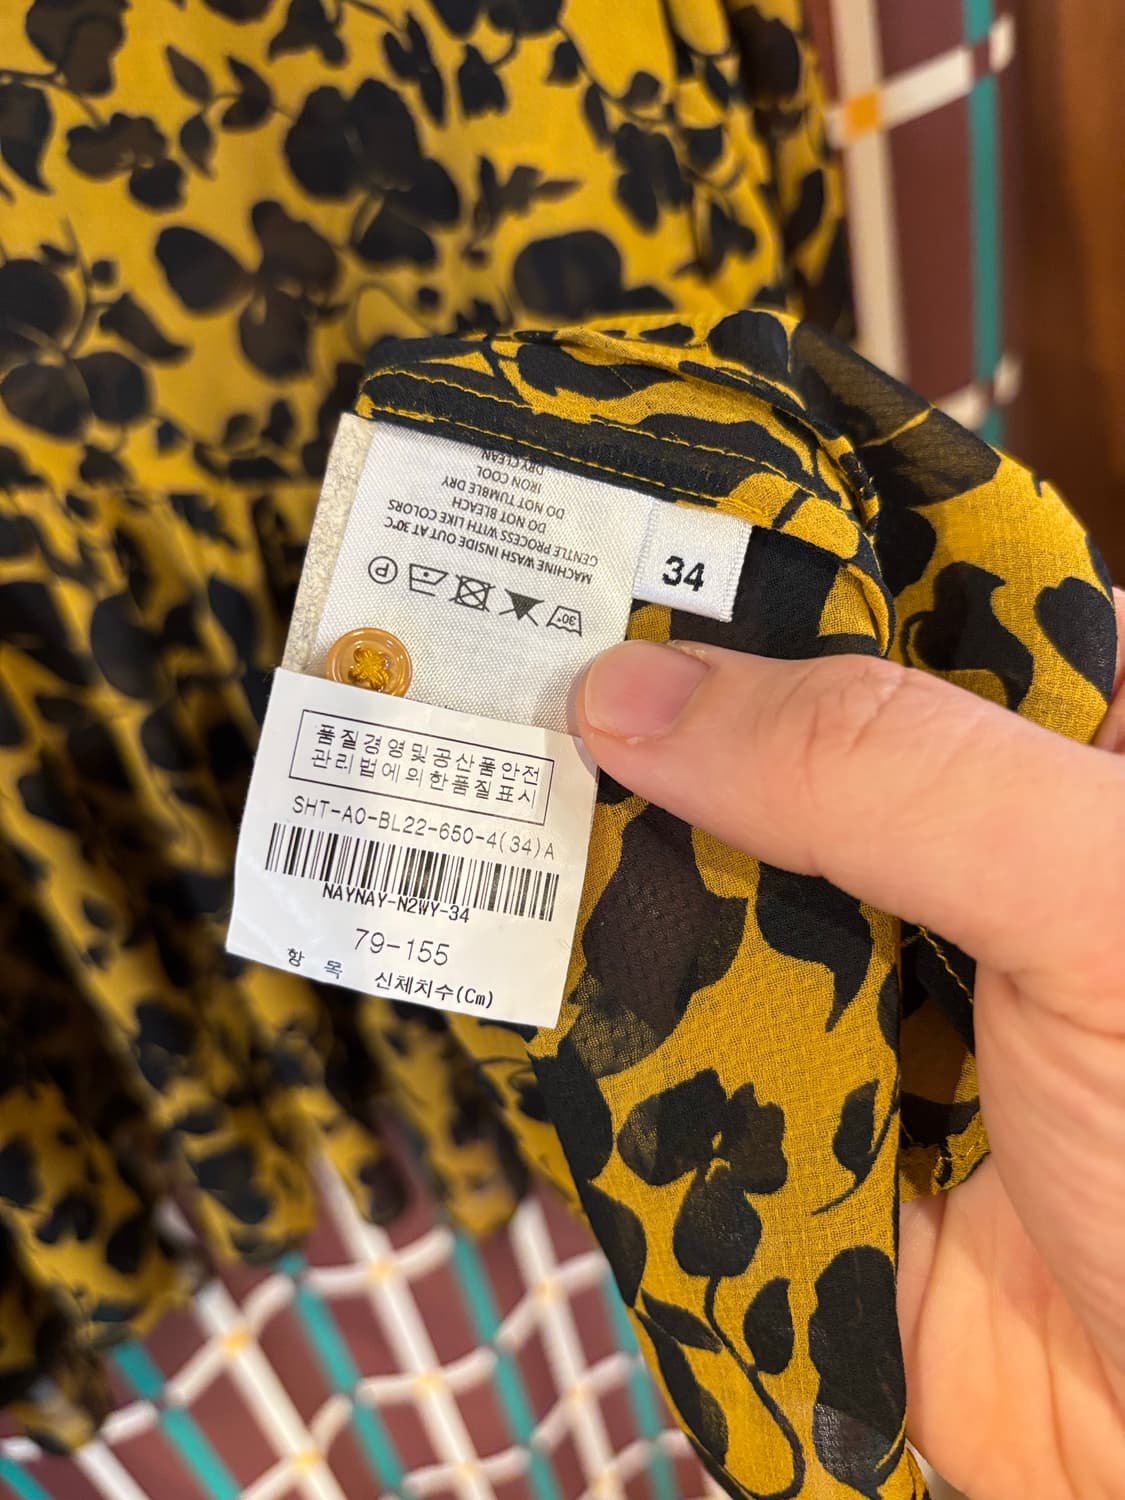 DRY CLEAN
IRON COOL
DO NOT TUMBLE DRY
DO NOT BLEACH
GENTLE PROCESS WITH LIKE COLORS
MACHINE WASH INSIDE OUT AT 30°C
P
30°
34
품질경영및공산품안전
관리법에의한품질표시
SHT-A0-BL22-650-4(34)A
NAYNAY-N2WY-34
79-155
항 목 신체치수(Cm)